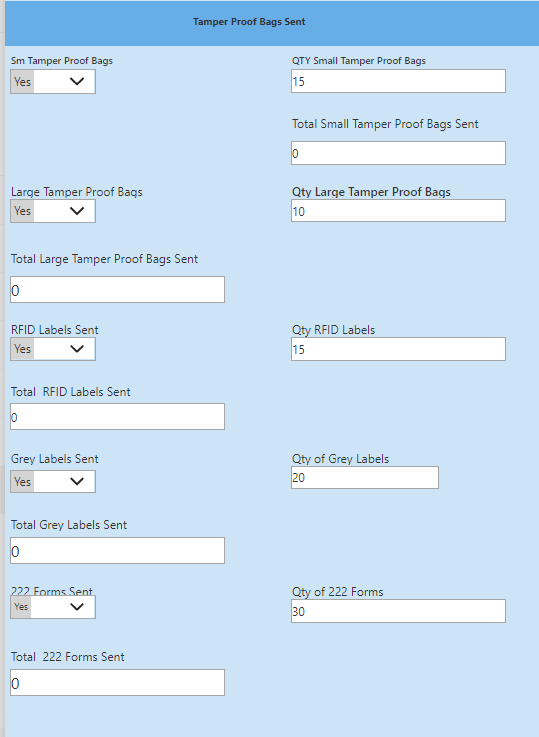 Tamper Proof Bags Sent
Sm Tamper Proof Bags
QTY Small Tamper Proof Bags
Yes
15
Total Small Tamper Proof Bags Sent
0
Large Tamper Proof Bags
Qty Large Tamper Proof Bags
Yes
10
Total Large Tamper Proof Bags Sent
0
RFID Labels Sent
Qty RFID Labels
Yes
15
Total  RFID Labels Sent
0
Grey Labels Sent
Qty of Grey Labels
Yes
20
Total Grey Labels Sent
0
222 Forms Sent
Qty of 222 Forms
Yes
30
Total  222 Forms Sent
0